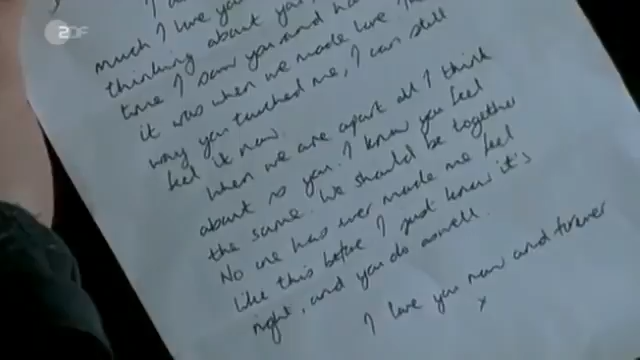 ZDF
I
much I love you
thinking about you
time I saw you and
it was when we made love
way you touched me, I can still
feel it now.
When we are apart all I think
about is you. I know you feel
the same. We should be together
No one has ever made me feel
like this before I just know it's
right, and you do aswell.
I love you now and forever
x